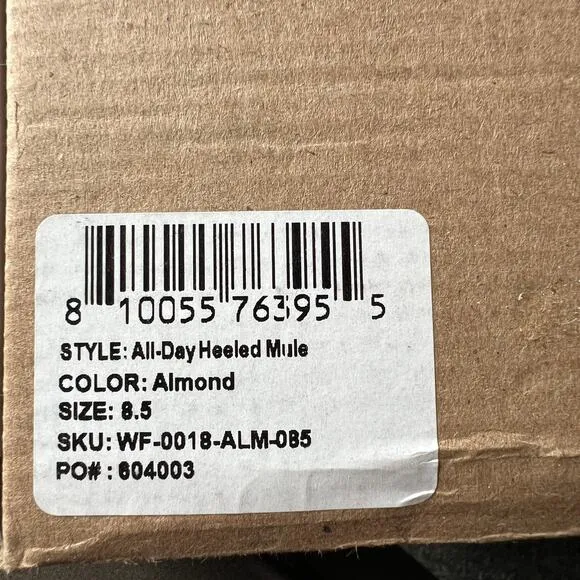 8 10055 76395 5
STYLE: All-Day Heeled Mule
COLOR: Almond
SIZE: 8.5
SKU: WF-0018-ALM-085
PO# : 604003